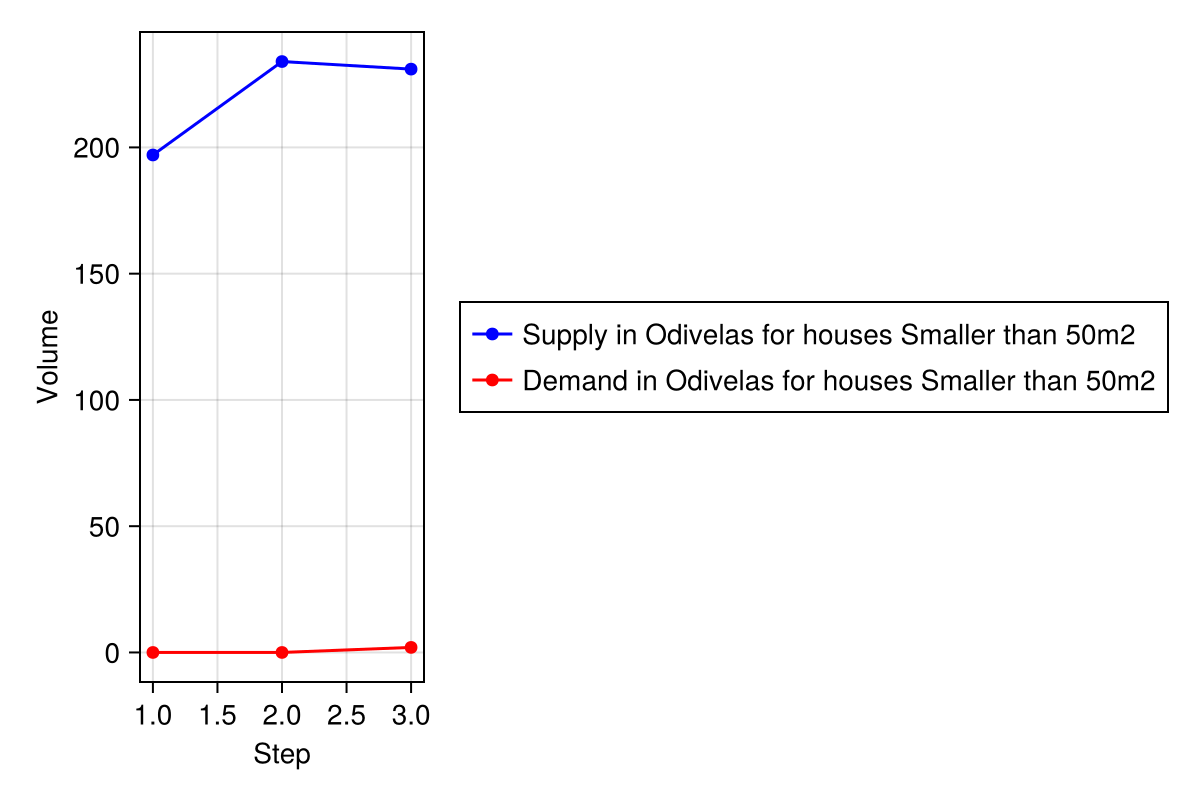 Volume
200
150
100
50
0
1.0 1.5 2.0 2.5 3.0
Step
Supply in Odivelas for houses Smaller than 50m2
Demand in Odivelas for houses Smaller than 50m2